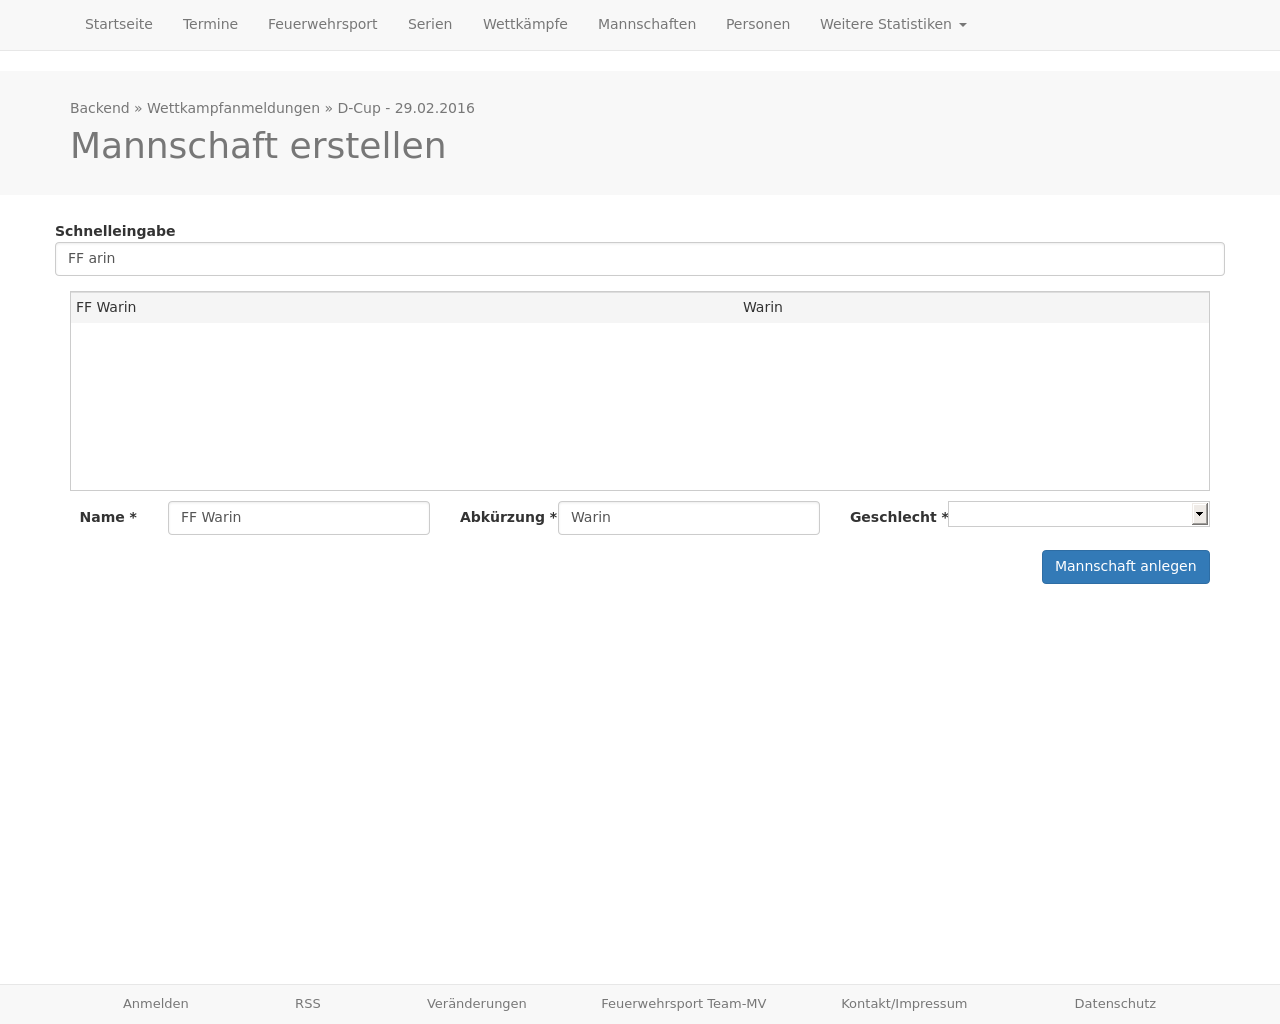 Startseite Termine Feuerwehrsport Serien Wettkämpfe Mannschaften Personen Weitere Statistiken
Backend » Wettkampfanmeldungen » D-Cup - 29.02.2016
Mannschaft erstellen
Schnelleingabe
FF arin
FF Warin Warin
Name * FF Warin Abkürzung * Warin Geschlecht *
Mannschaft anlegen
Anmelden RSS Veränderungen Feuerwehrsport Team-MV Kontakt/Impressum Datenschutz